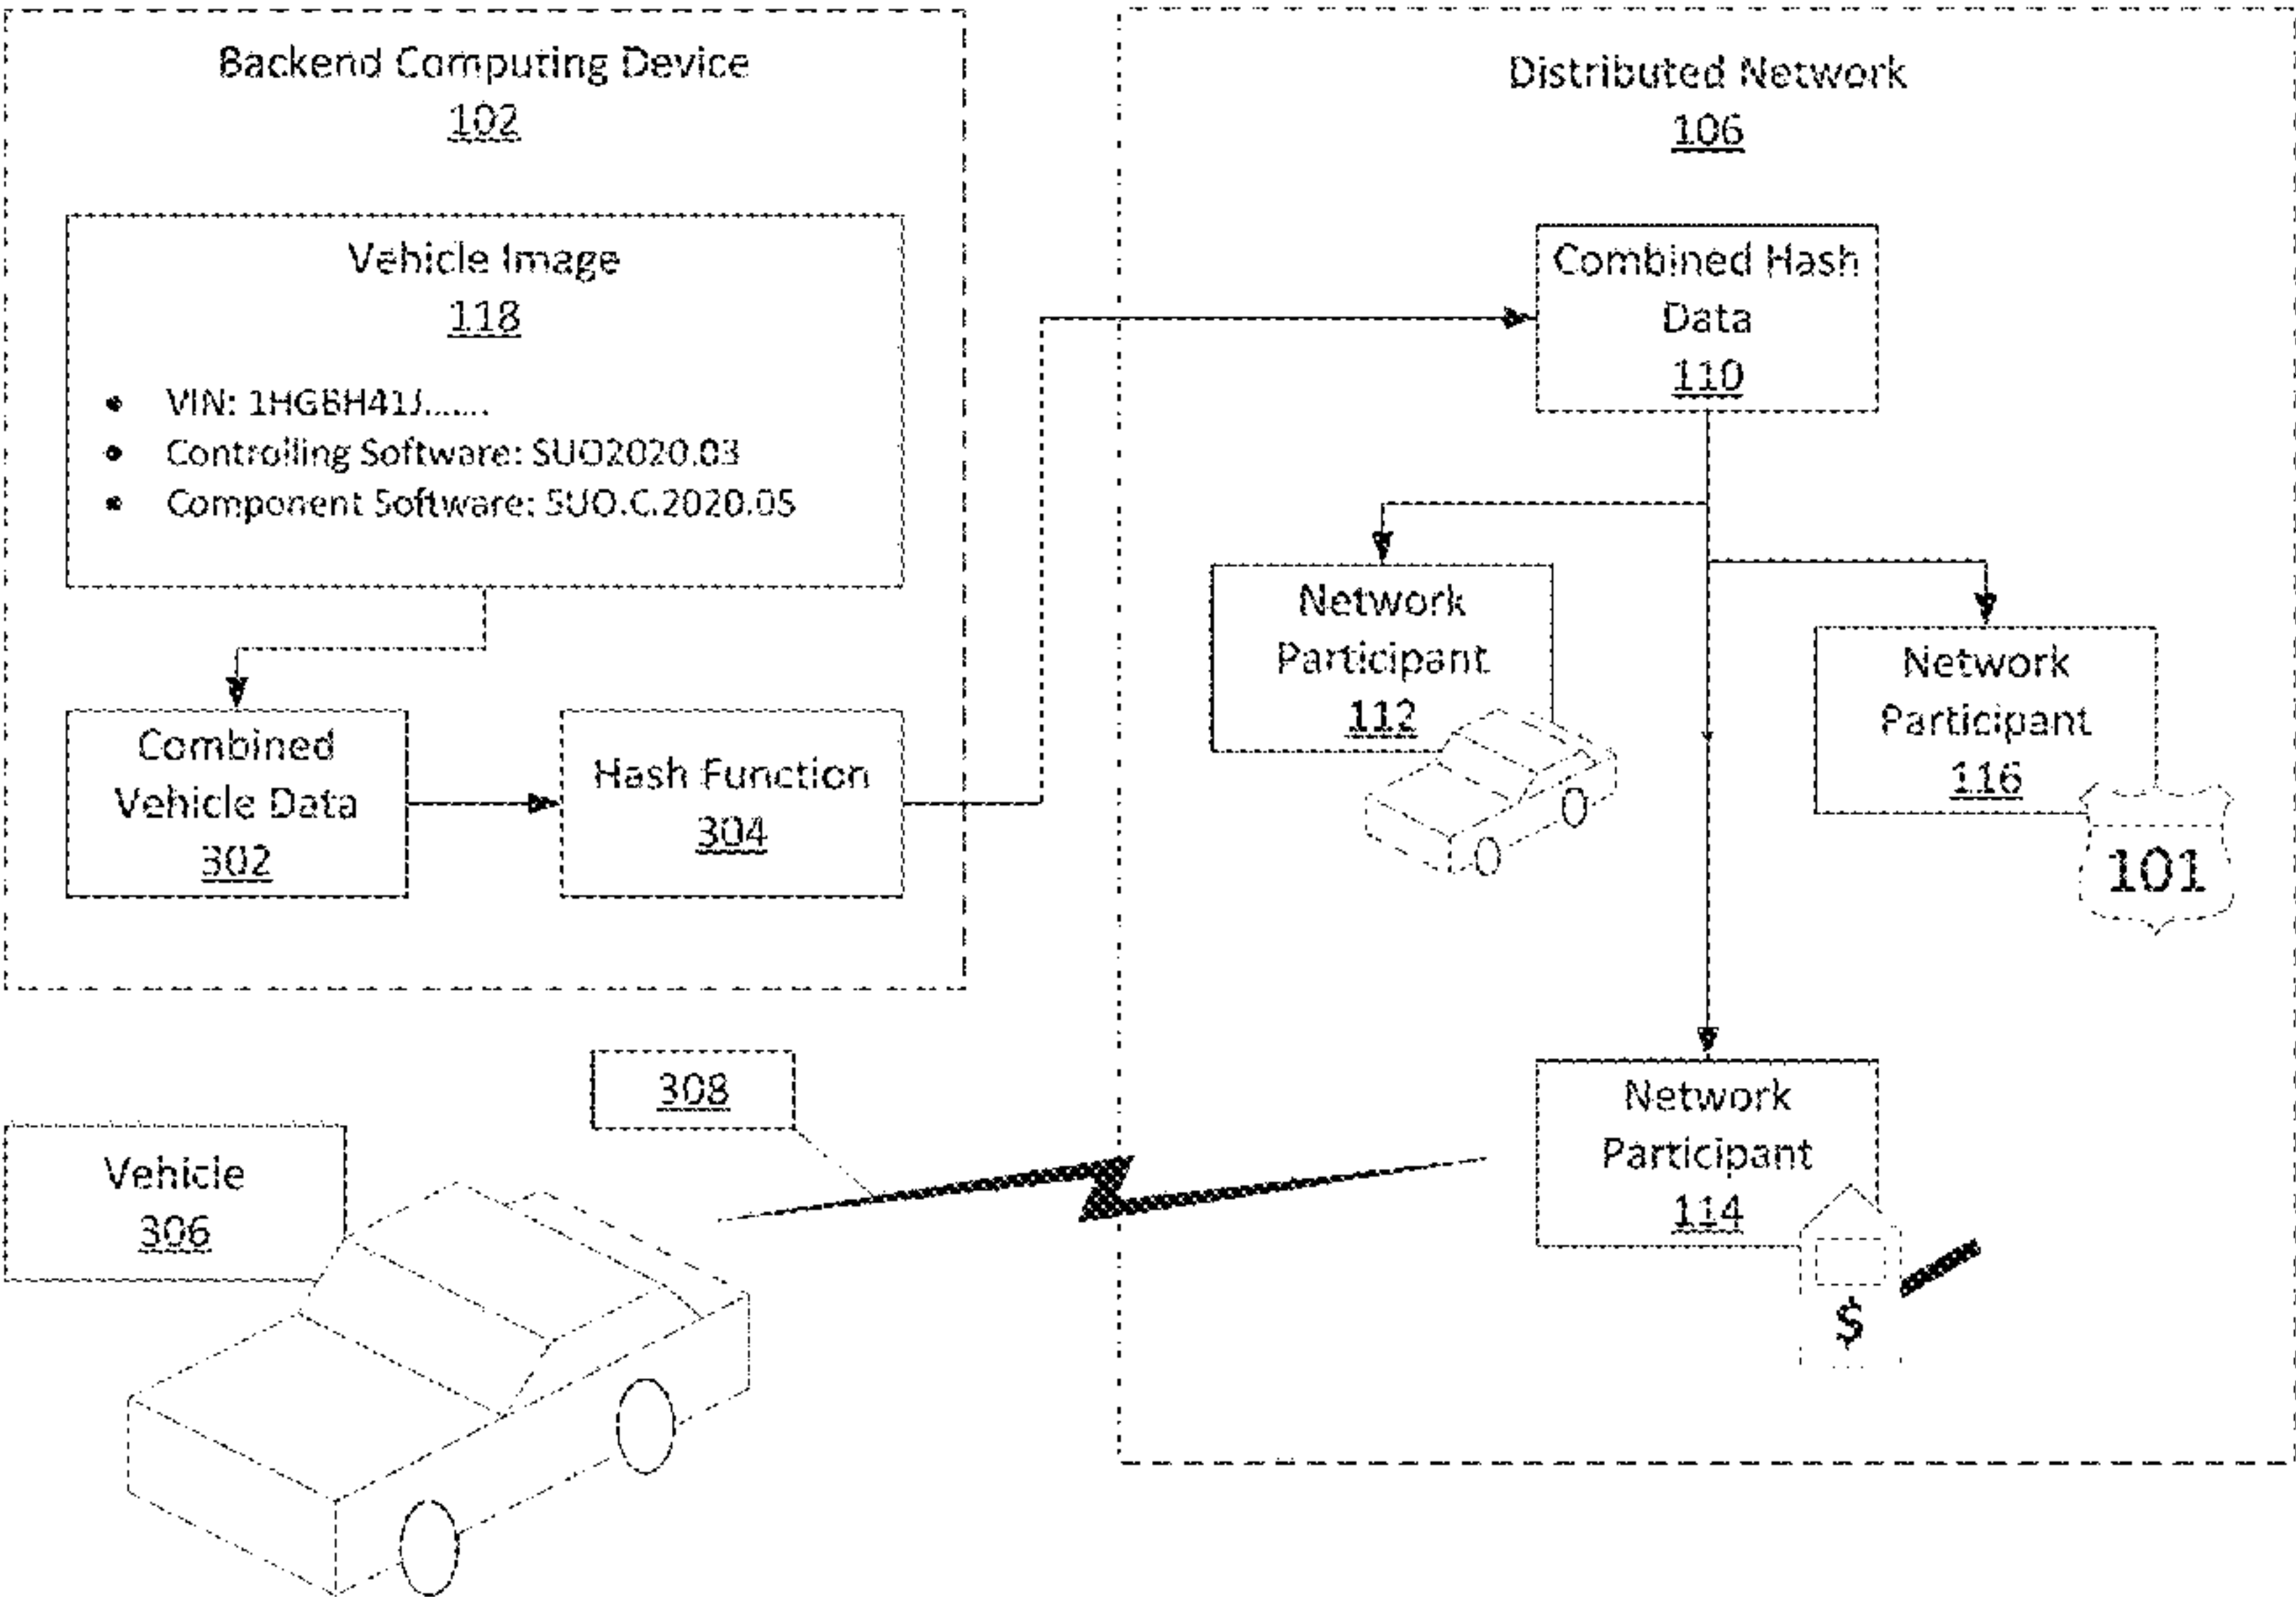 Backend Computing Device
102
Vehicle Image
118
• VIN: 1HGBH41J......
• Controlling Software: SUO2020.03
• Component Software: SUO.C.2020.05
Combined
Vehicle Data
302
Hash Function
304
Distributed Network
106
Combined Hash
Data
110
Network
Participant
112
Network
Participant
116
101
Network
Participant
114
$
308
Vehicle
306